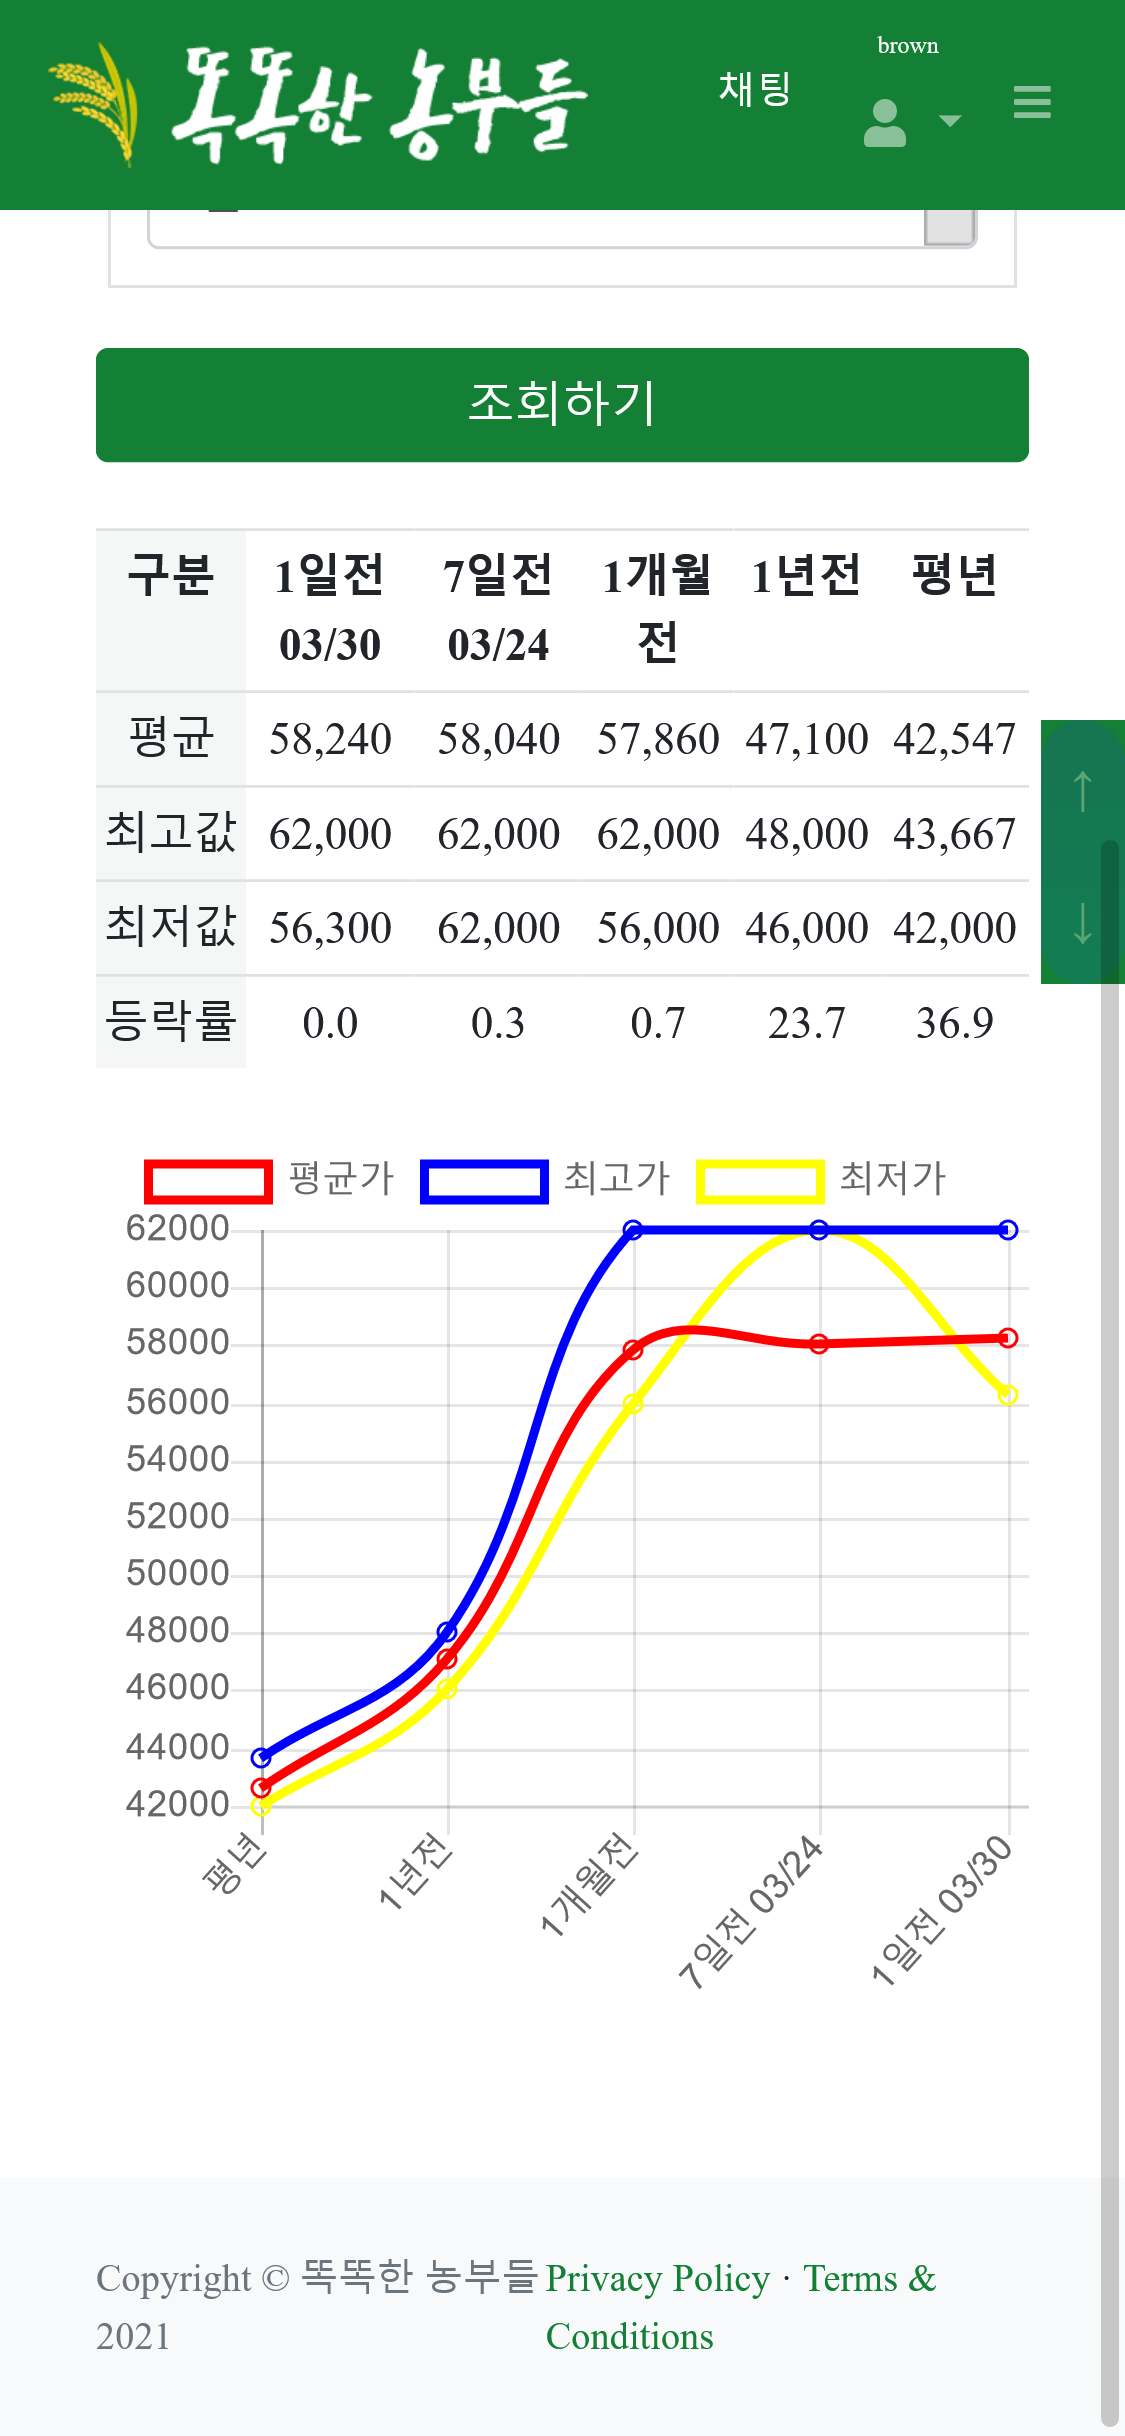 brown
똑똑한 농부들
채팅
조회하기
구분 1일전 7일전 1개월 1년전 평년
03/30 03/24 전
평균 58,240 58,040 57,860 47,100 42,547
최고값 62,000 62,000 62,000 48,000 43,667
최저값 56,300 62,000 56,000 46,000 42,000
등락률 0.0 0.3 0.7 23.7 36.9
↑
↓
평균가 최고가 최저가
62000
60000
58000
56000
54000
52000
50000
48000
46000
44000
42000
평년 1년전 1개월전 7일전 03/24 1일전 03/30
Copyright © 똑똑한 농부들 Privacy Policy · Terms &
2021 Conditions